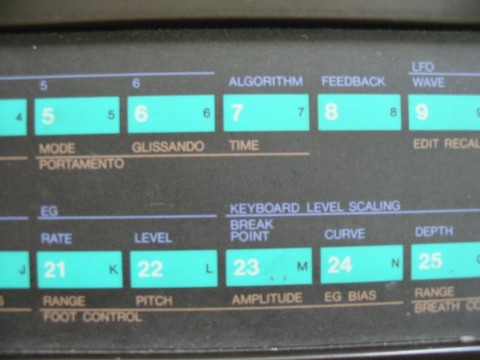 LFO
5 6 ALGORITHM FEEDBACK WAVE
4 5 5 6 6 7 7 8 8 9
MODE GLISSANDO TIME EDIT RECAL
PORTAMENTO
EG KEYBOARD LEVEL SCALING
BREAK
RATE LEVEL POINT CURVE DEPTH
J 21 K 22 L 23 M 24 N 25
RANGE PITCH AMPLITUDE EG BIAS RANGE
FOOT CONTROL BREATH CO